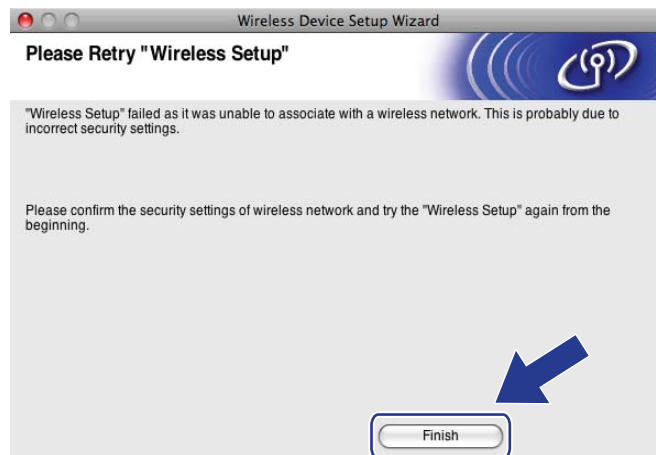 Wireless Device Setup Wizard
Please Retry "Wireless Setup"
"Wireless Setup" failed as it was unable to associate with a wireless network. This is probably due to
incorrect security settings.
Please confirm the security settings of wireless network and try the "Wireless Setup" again from the
beginning.
Finish